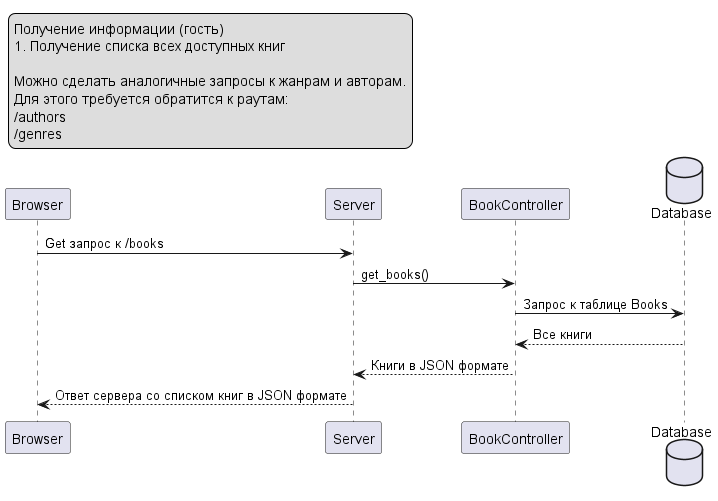 Получение информации (гость)
1. Получение списка всех доступных книг
Можно сделать аналогичные запросы к жанрам и авторам.
Для этого требуется обратится к раутам:
/authors
/genres
Browser
Server
BookController
Database
Get запрос к /books
get_books()
Запрос к таблице Books
Все книги
Книги в JSON формате
Ответ сервера со списком книг в JSON формате
Browser
Server
BookController
Database